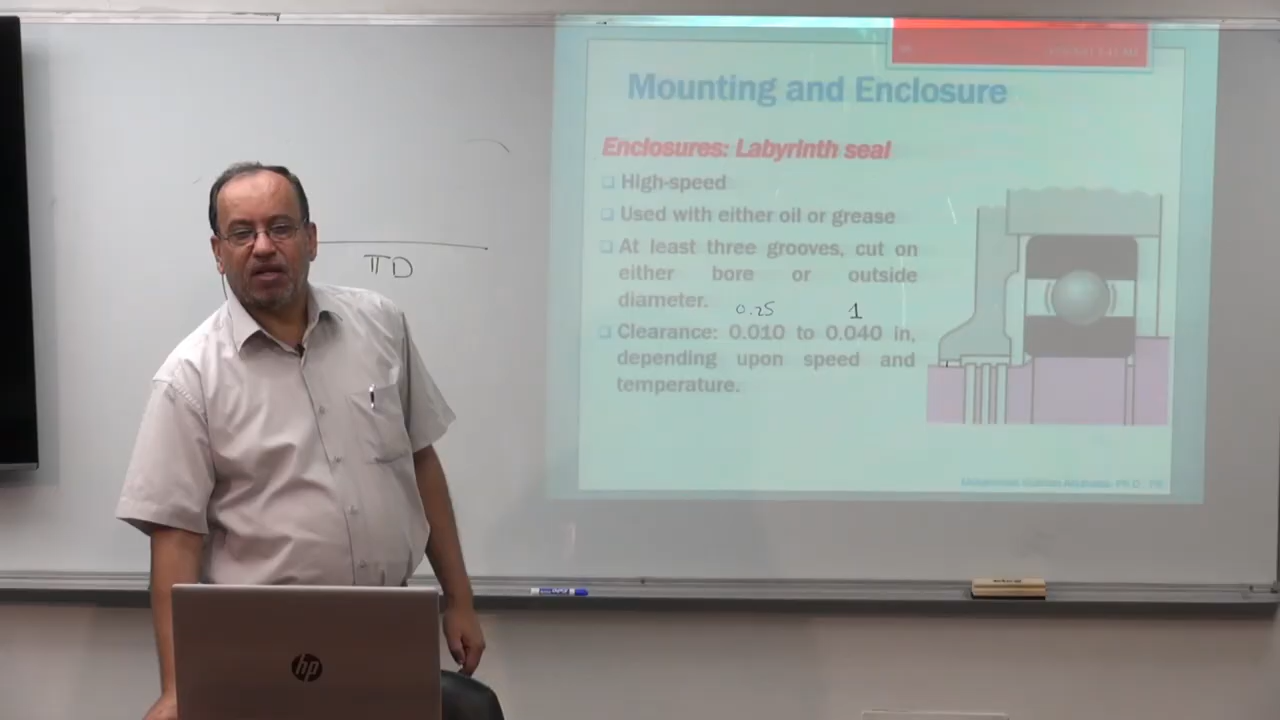 Mounting and Enclosure
Enclosures: Labyrinth seal
High-speed
Used with either oil or grease
At least three grooves, cut on
either bore or outside
diameter.
0.25 1
Clearance: 0.010 to 0.040 in,
depending upon speed and
temperature.
πD
hp